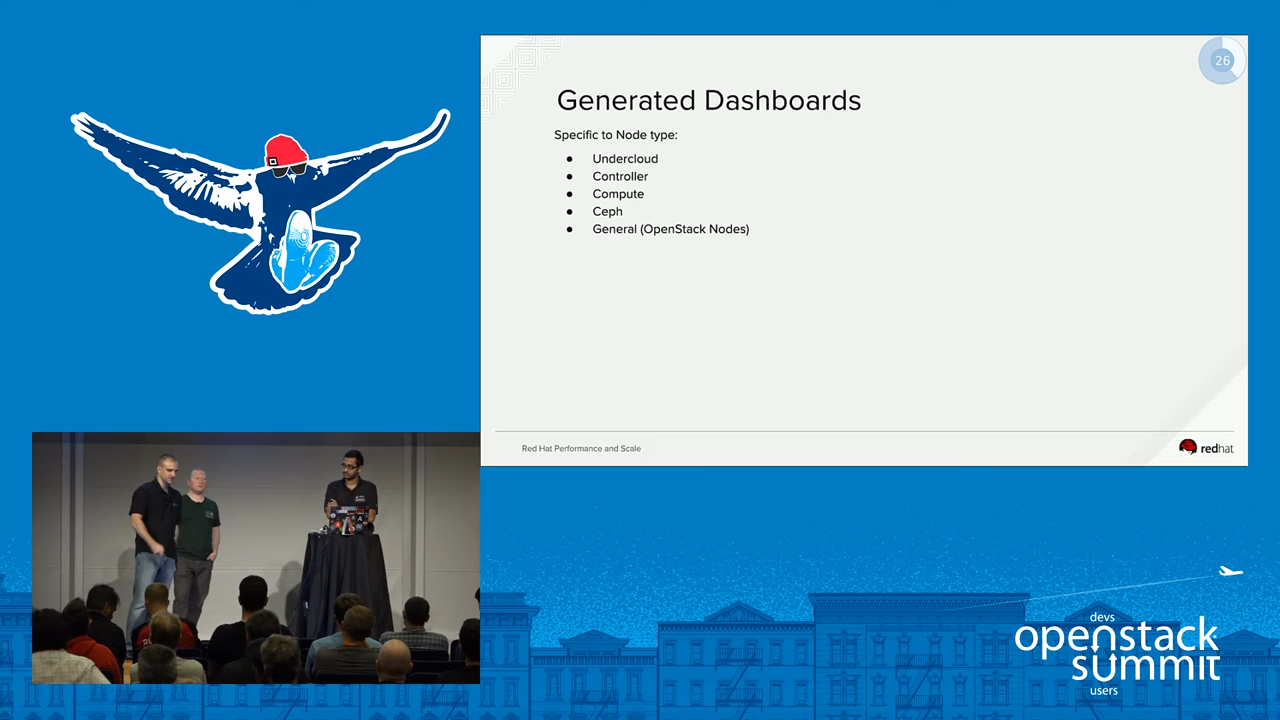 26
Generated Dashboards
Specific to Node type:
● Undercloud
● Controller
● Compute
● Ceph
● General (OpenStack Nodes)
Red Hat Performance and Scale
redhat
devs
openstack
summit
users